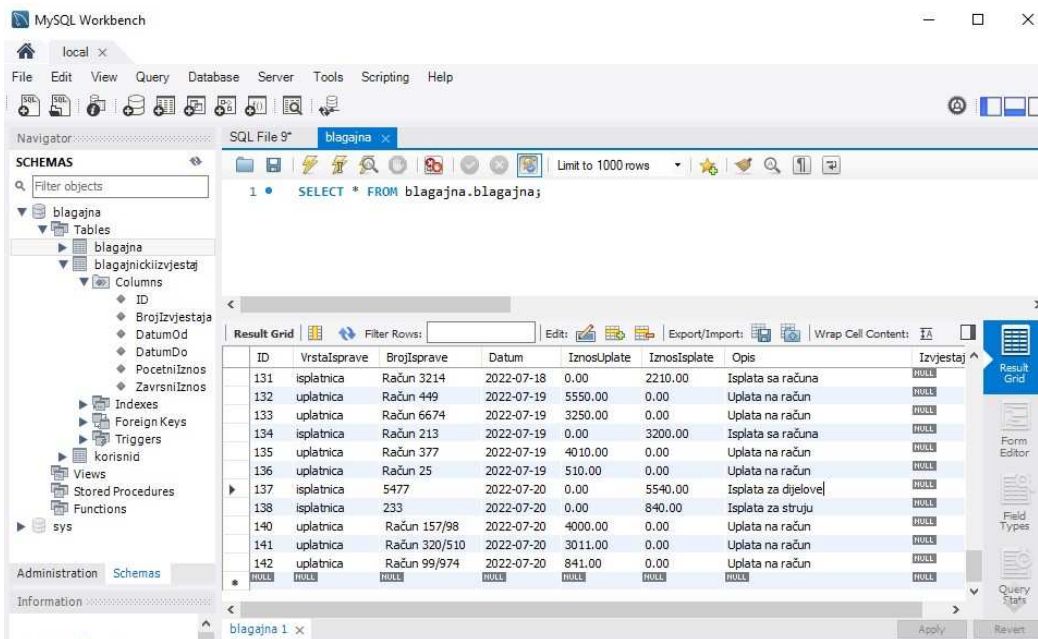 MySQL Workbench
local
File Edit View Query Database Server Tools Scripting Help
Navigator
SCHEMAS
Filter objects
blagajna
Tables
blagajna
blagajnickiizvjestaj
Columns
ID
BrojIzvjestaja
DatumOd
DatumDo
PocetniIznos
ZavrsniIznos
Indexes
Foreign Keys
Triggers
korisnid
Views
Stored Procedures
Functions
sys
Administration Schemas
Information
SQL File 9* blagajna
Limit to 1000 rows
1 SELECT * FROM blagajna.blagajna;
Result Grid Filter Rows: Edit: Export/Import: Wrap Cell Content:
ID VrstaIsprave BrojIsprave Datum IznosUplate IznosIsplate Opis Izvjestaj
131 isplatnica Račun 3214 2022-07-18 0.00 2210.00 Isplata sa računa NULL
132 uplatnica Račun 449 2022-07-19 5550.00 0.00 Uplata na račun NULL
133 uplatnica Račun 6674 2022-07-19 3250.00 0.00 Uplata na račun NULL
134 isplatnica Račun 213 2022-07-19 0.00 3200.00 Isplata sa računa NULL
135 uplatnica Račun 377 2022-07-19 4010.00 0.00 Uplata na račun NULL
136 uplatnica Račun 25 2022-07-19 510.00 0.00 Uplata na račun NULL
137 isplatnica 5477 2022-07-20 0.00 5540.00 Isplata za dijelove NULL
138 isplatnica 233 2022-07-20 0.00 840.00 Isplata za struju NULL
140 uplatnica Račun 157/98 2022-07-20 4000.00 0.00 Uplata na račun NULL
141 uplatnica Račun 320/510 2022-07-20 3011.00 0.00 Uplata na račun NULL
142 uplatnica Račun 99/974 2022-07-20 841.00 0.00 Uplata na račun NULL
NULL NULL NULL NULL NULL NULL NULL NULL
blagajna 1
Apply Revert
Result
Grid
Form
Editor
Field
Types
Query
Stats